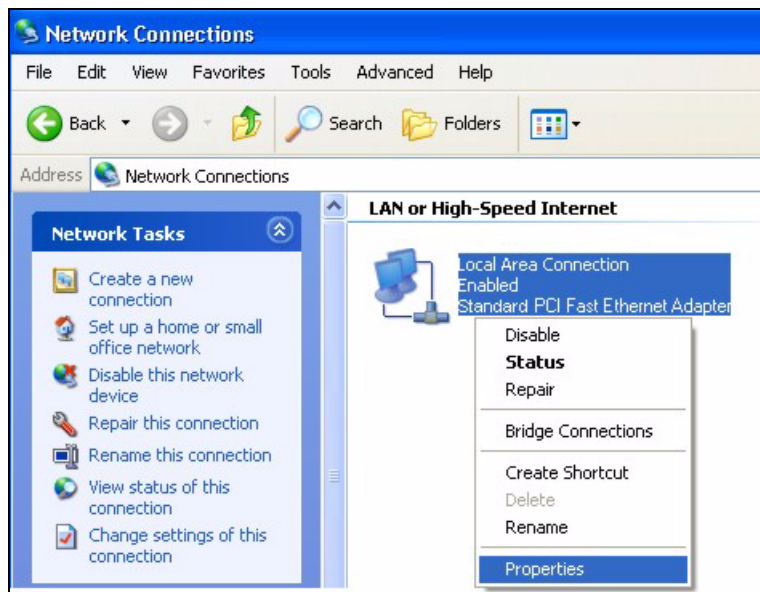 Network Connections
File Edit View Favorites Tools Advanced Help
Back Search Folders
Address Network Connections
Network Tasks
Create a new
connection
Set up a home or small
office network
Disable this network
device
Repair this connection
Rename this connection
View status of this
connection
Change settings of this
connection
LAN or High-Speed Internet
Local Area Connection
Enabled
Standard PCI Fast Ethernet Adapter
Disable
Status
Repair
Bridge Connections
Create Shortcut
Delete
Rename
Properties